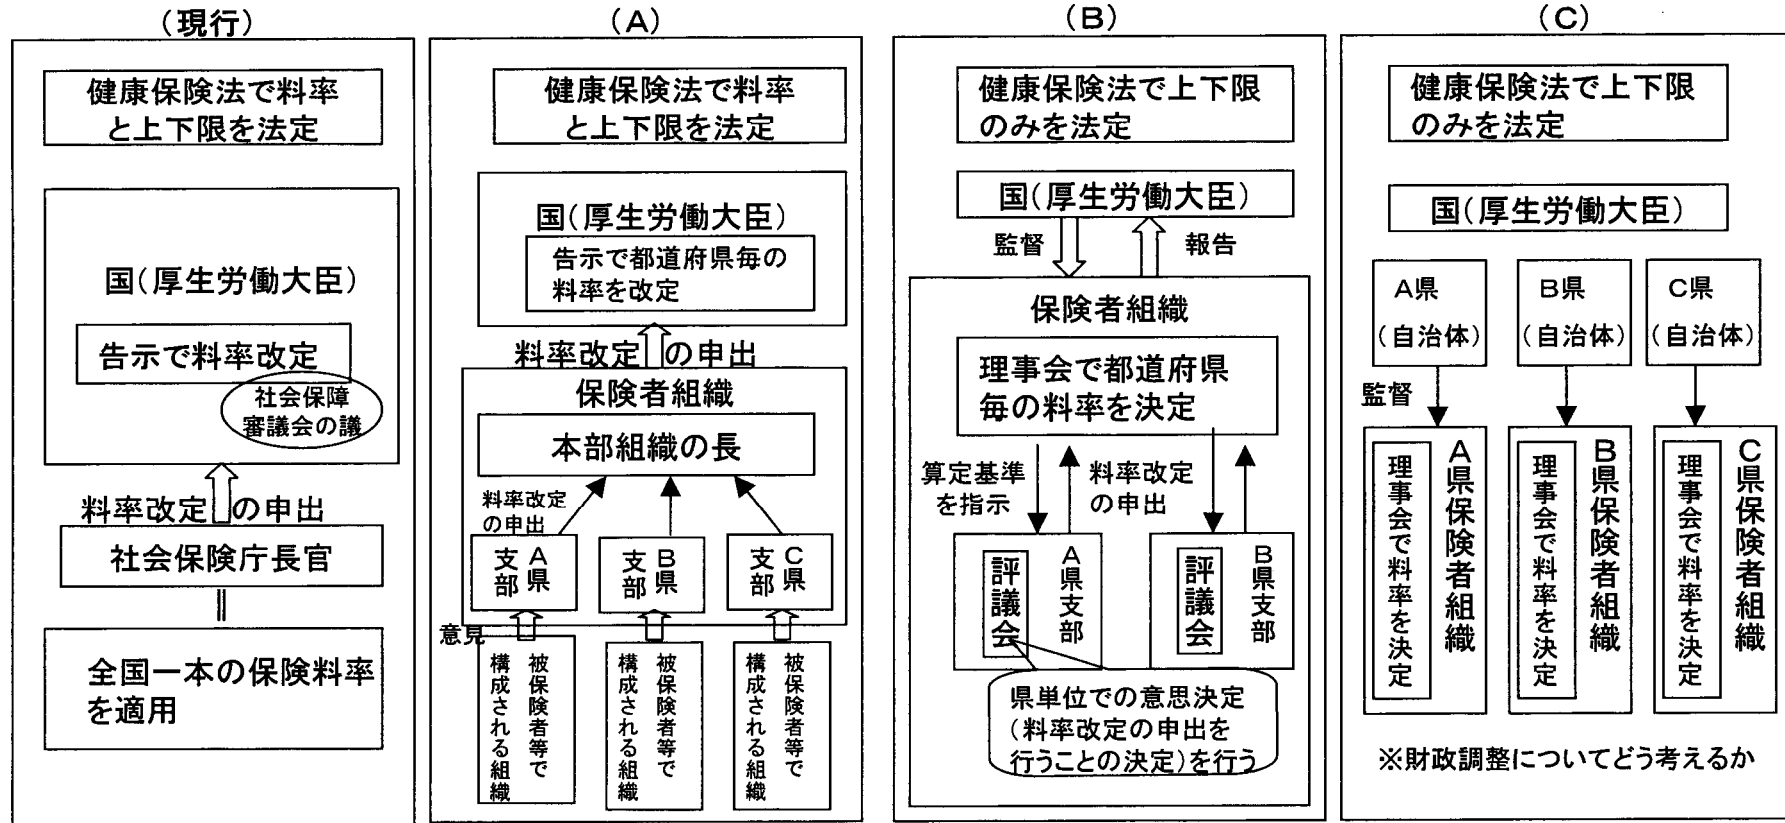 (現行)
健康保険法で料率
と上下限を法定
国(厚生労働大臣)
告示で料率改定
社会保障
審議会の議
料率改定の申出
社会保険庁長官
全国一本の保険料率
を適用
(A)
健康保険法で料率
と上下限を法定
国(厚生労働大臣)
告示で都道府県毎の
料率を改定
料率改定の申出
保険者組織
本部組織の長
料率改定
の申出
A県
支部
B県
支部
C県
支部
意見
被保険者等で
構成される組織
被保険者等で
構成される組織
被保険者等で
構成される組織
(B)
健康保険法で上下限
のみを法定
国(厚生労働大臣)
監督
報告
保険者組織
理事会で都道府県
毎の料率を決定
算定基準
を指示
料率改定
の申出
A県支部
評議会
B県支部
評議会
県単位での意思決定
(料率改定の申出を
行うことの決定)を行う
(C)
健康保険法で上下限
のみを法定
国(厚生労働大臣)
A県
(自治体)
B県
(自治体)
C県
(自治体)
監督
A県保険者組織
理事会で料率を決定
B県保険者組織
理事会で料率を決定
C県保険者組織
理事会で料率を決定
※財政調整についてどう考えるか